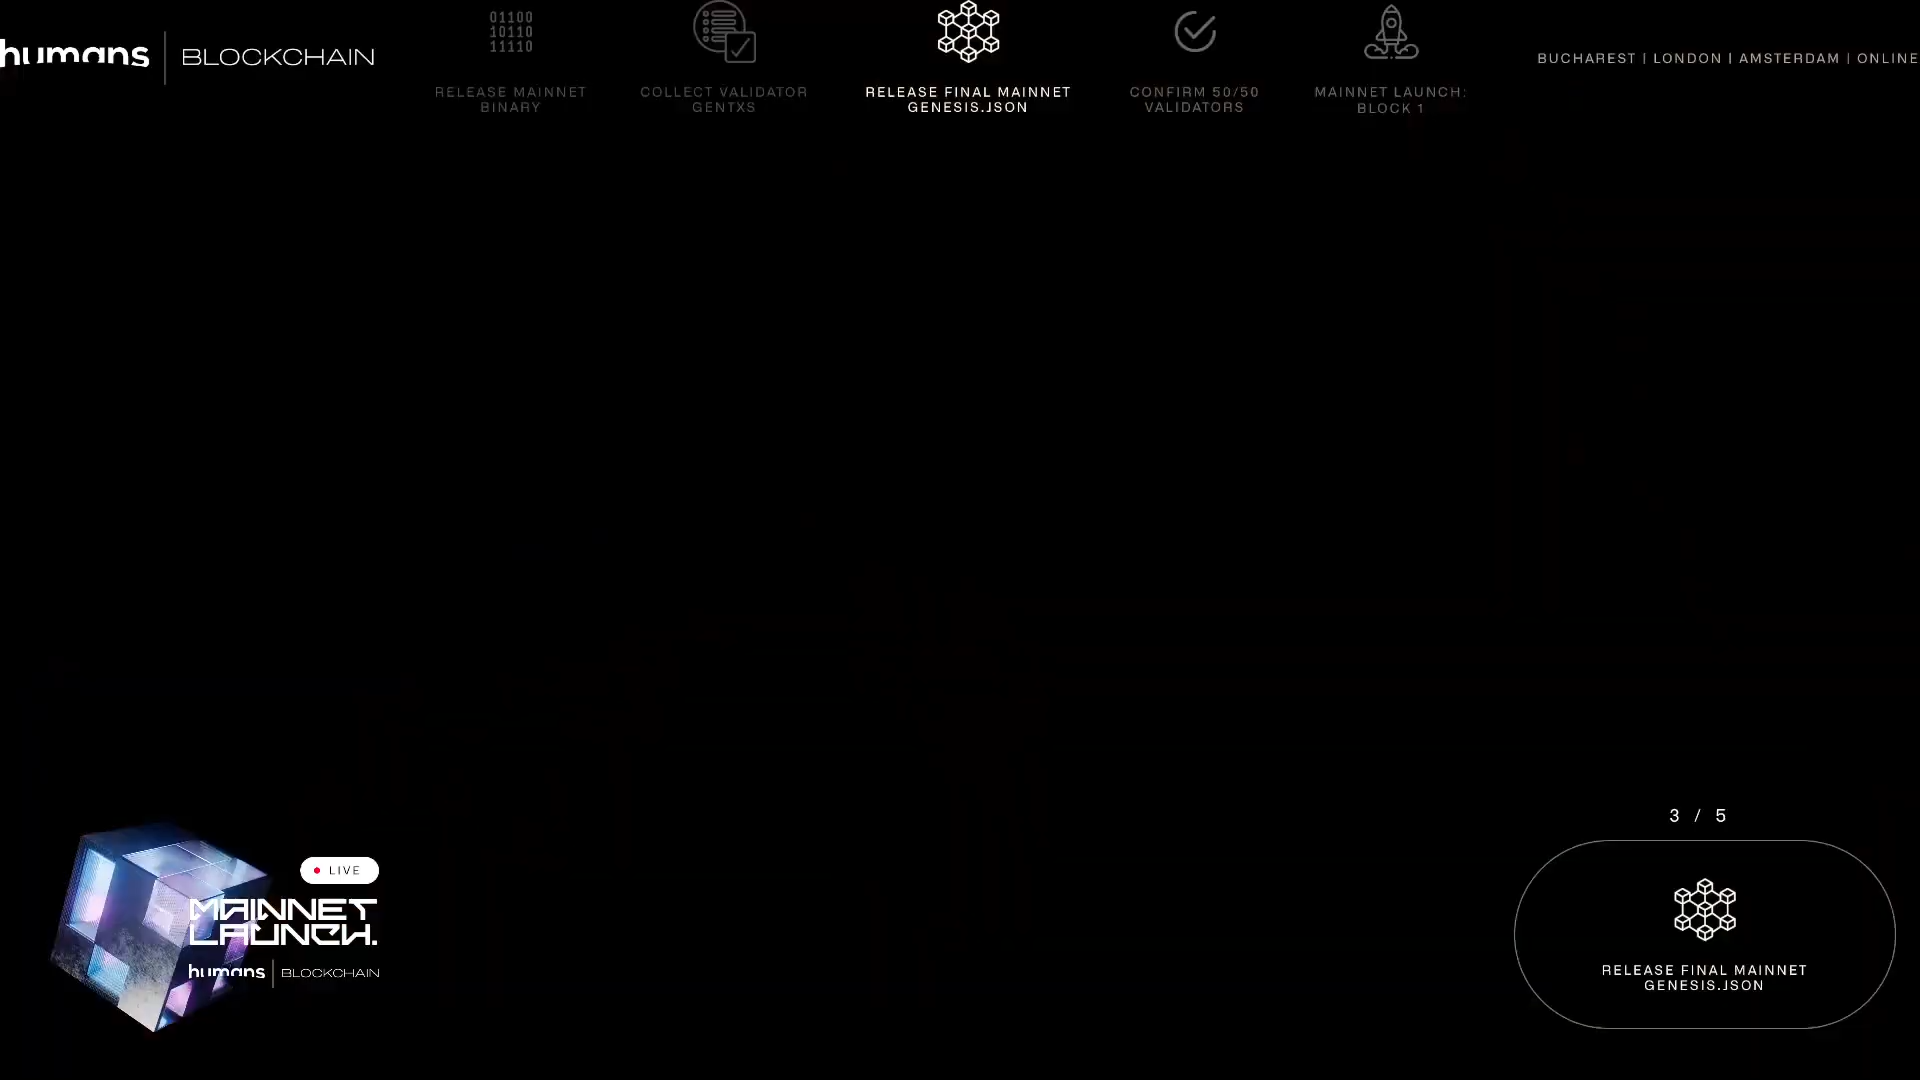 humans | BLOCKCHAIN
01100
10110
11110
RELEASE MAINNET
BINARY
COLLECT VALIDATOR
GENTXS
RELEASE FINAL MAINNET
GENESIS.JSON
CONFIRM 50/50
VALIDATORS
MAINNET LAUNCH:
BLOCK 1
BUCHAREST | LONDON | AMSTERDAM | ONLINE
LIVE
MAINNET
LAUNCH.
humans | BLOCKCHAIN
3 / 5
RELEASE FINAL MAINNET
GENESIS.JSON